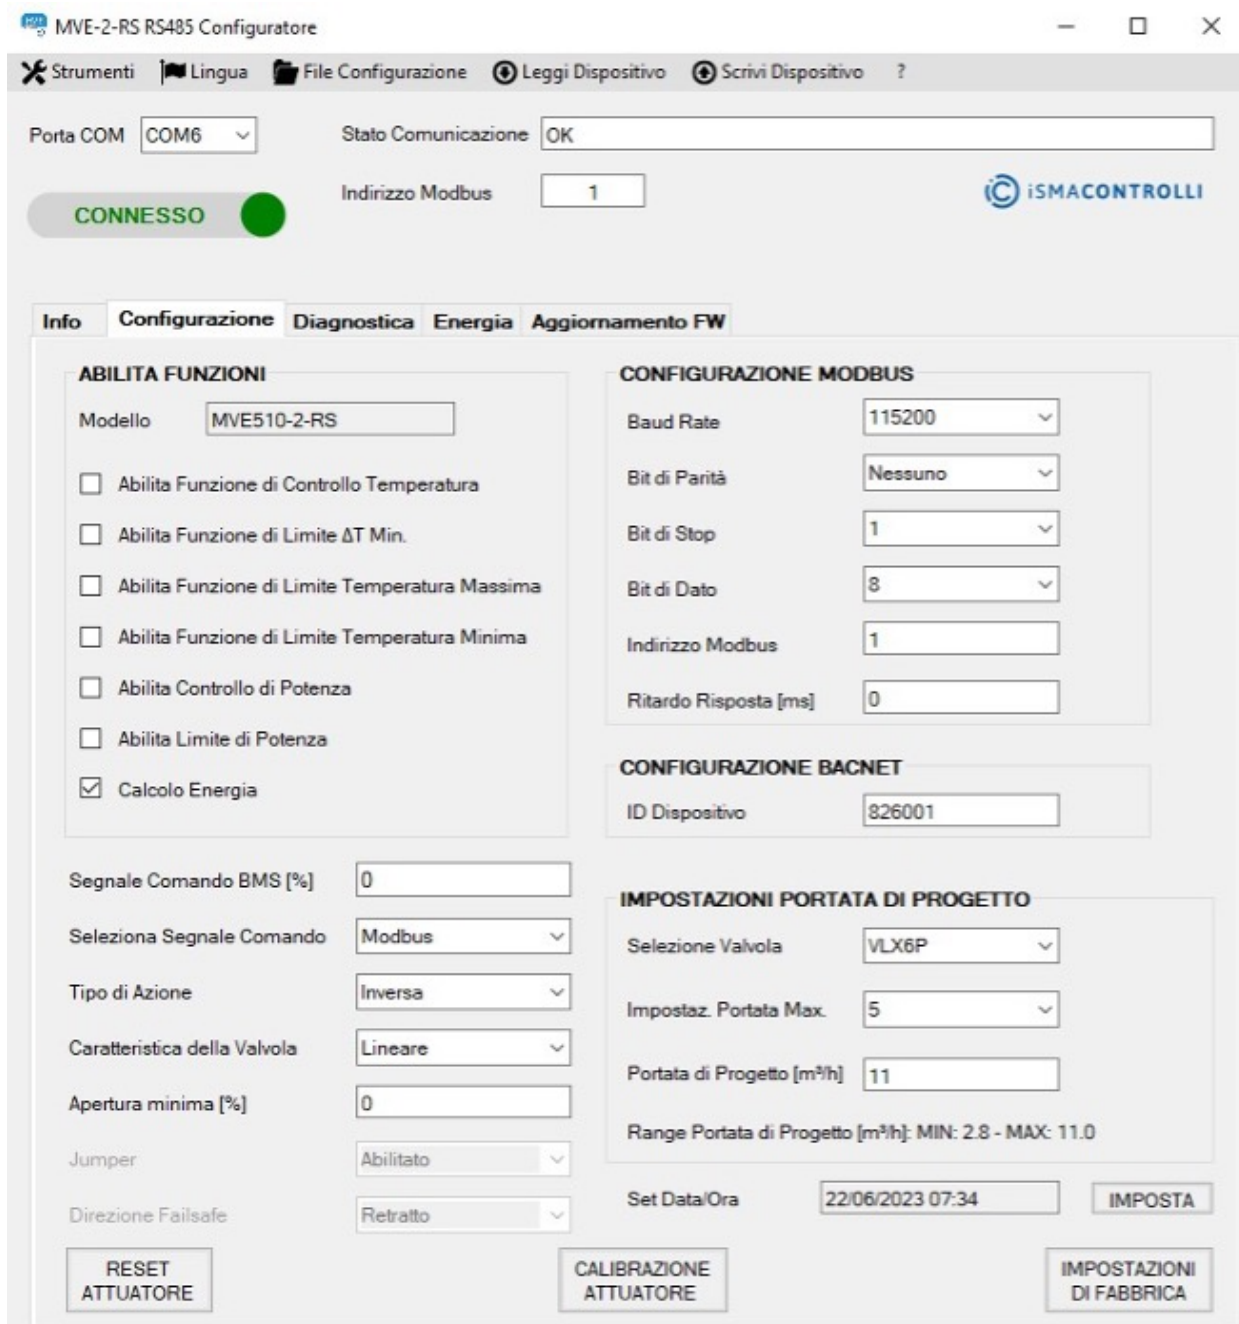 MVE-2-RS RS485 Configuratore
Strumenti Lingua File Configurazione Leggi Dispositivo Scrivi Dispositivo ?
Porta COM COM6 Stato Comunicazione OK
CONNESSO Indirizzo Modbus 1 iSMACONTROLLI
Info Configurazione Diagnostica Energia Aggiornamento FW
ABILITA FUNZIONI
Modello MVE510-2-RS
Abilita Funzione di Controllo Temperatura
Abilita Funzione di Limite ΔT Min.
Abilita Funzione di Limite Temperatura Massima
Abilita Funzione di Limite Temperatura Minima
Abilita Controllo di Potenza
Abilita Limite di Potenza
Calcolo Energia
Segnale Comando BMS [%] 0
Seleziona Segnale Comando Modbus
Tipo di Azione Inversa
Caratteristica della Valvola Lineare
Apertura minima [%] 0
Jumper Abilitato
Direzione Failsafe Retratto
CONFIGURAZIONE MODBUS
Baud Rate 115200
Bit di Parità Nessuno
Bit di Stop 1
Bit di Dato 8
Indirizzo Modbus 1
Ritardo Risposta [ms] 0
CONFIGURAZIONE BACNET
ID Dispositivo 826001
IMPOSTAZIONI PORTATA DI PROGETTO
Selezione Valvola VLX6P
Impostaz. Portata Max. 5
Portata di Progetto [m³/h] 11
Range Portata di Progetto [m³/h]: MIN: 2.8 - MAX: 11.0
Set Data/Ora 22/06/2023 07:34 IMPOSTA
RESET ATTUATORE
CALIBRAZIONE ATTUATORE
IMPOSTAZIONI DI FABBRICA